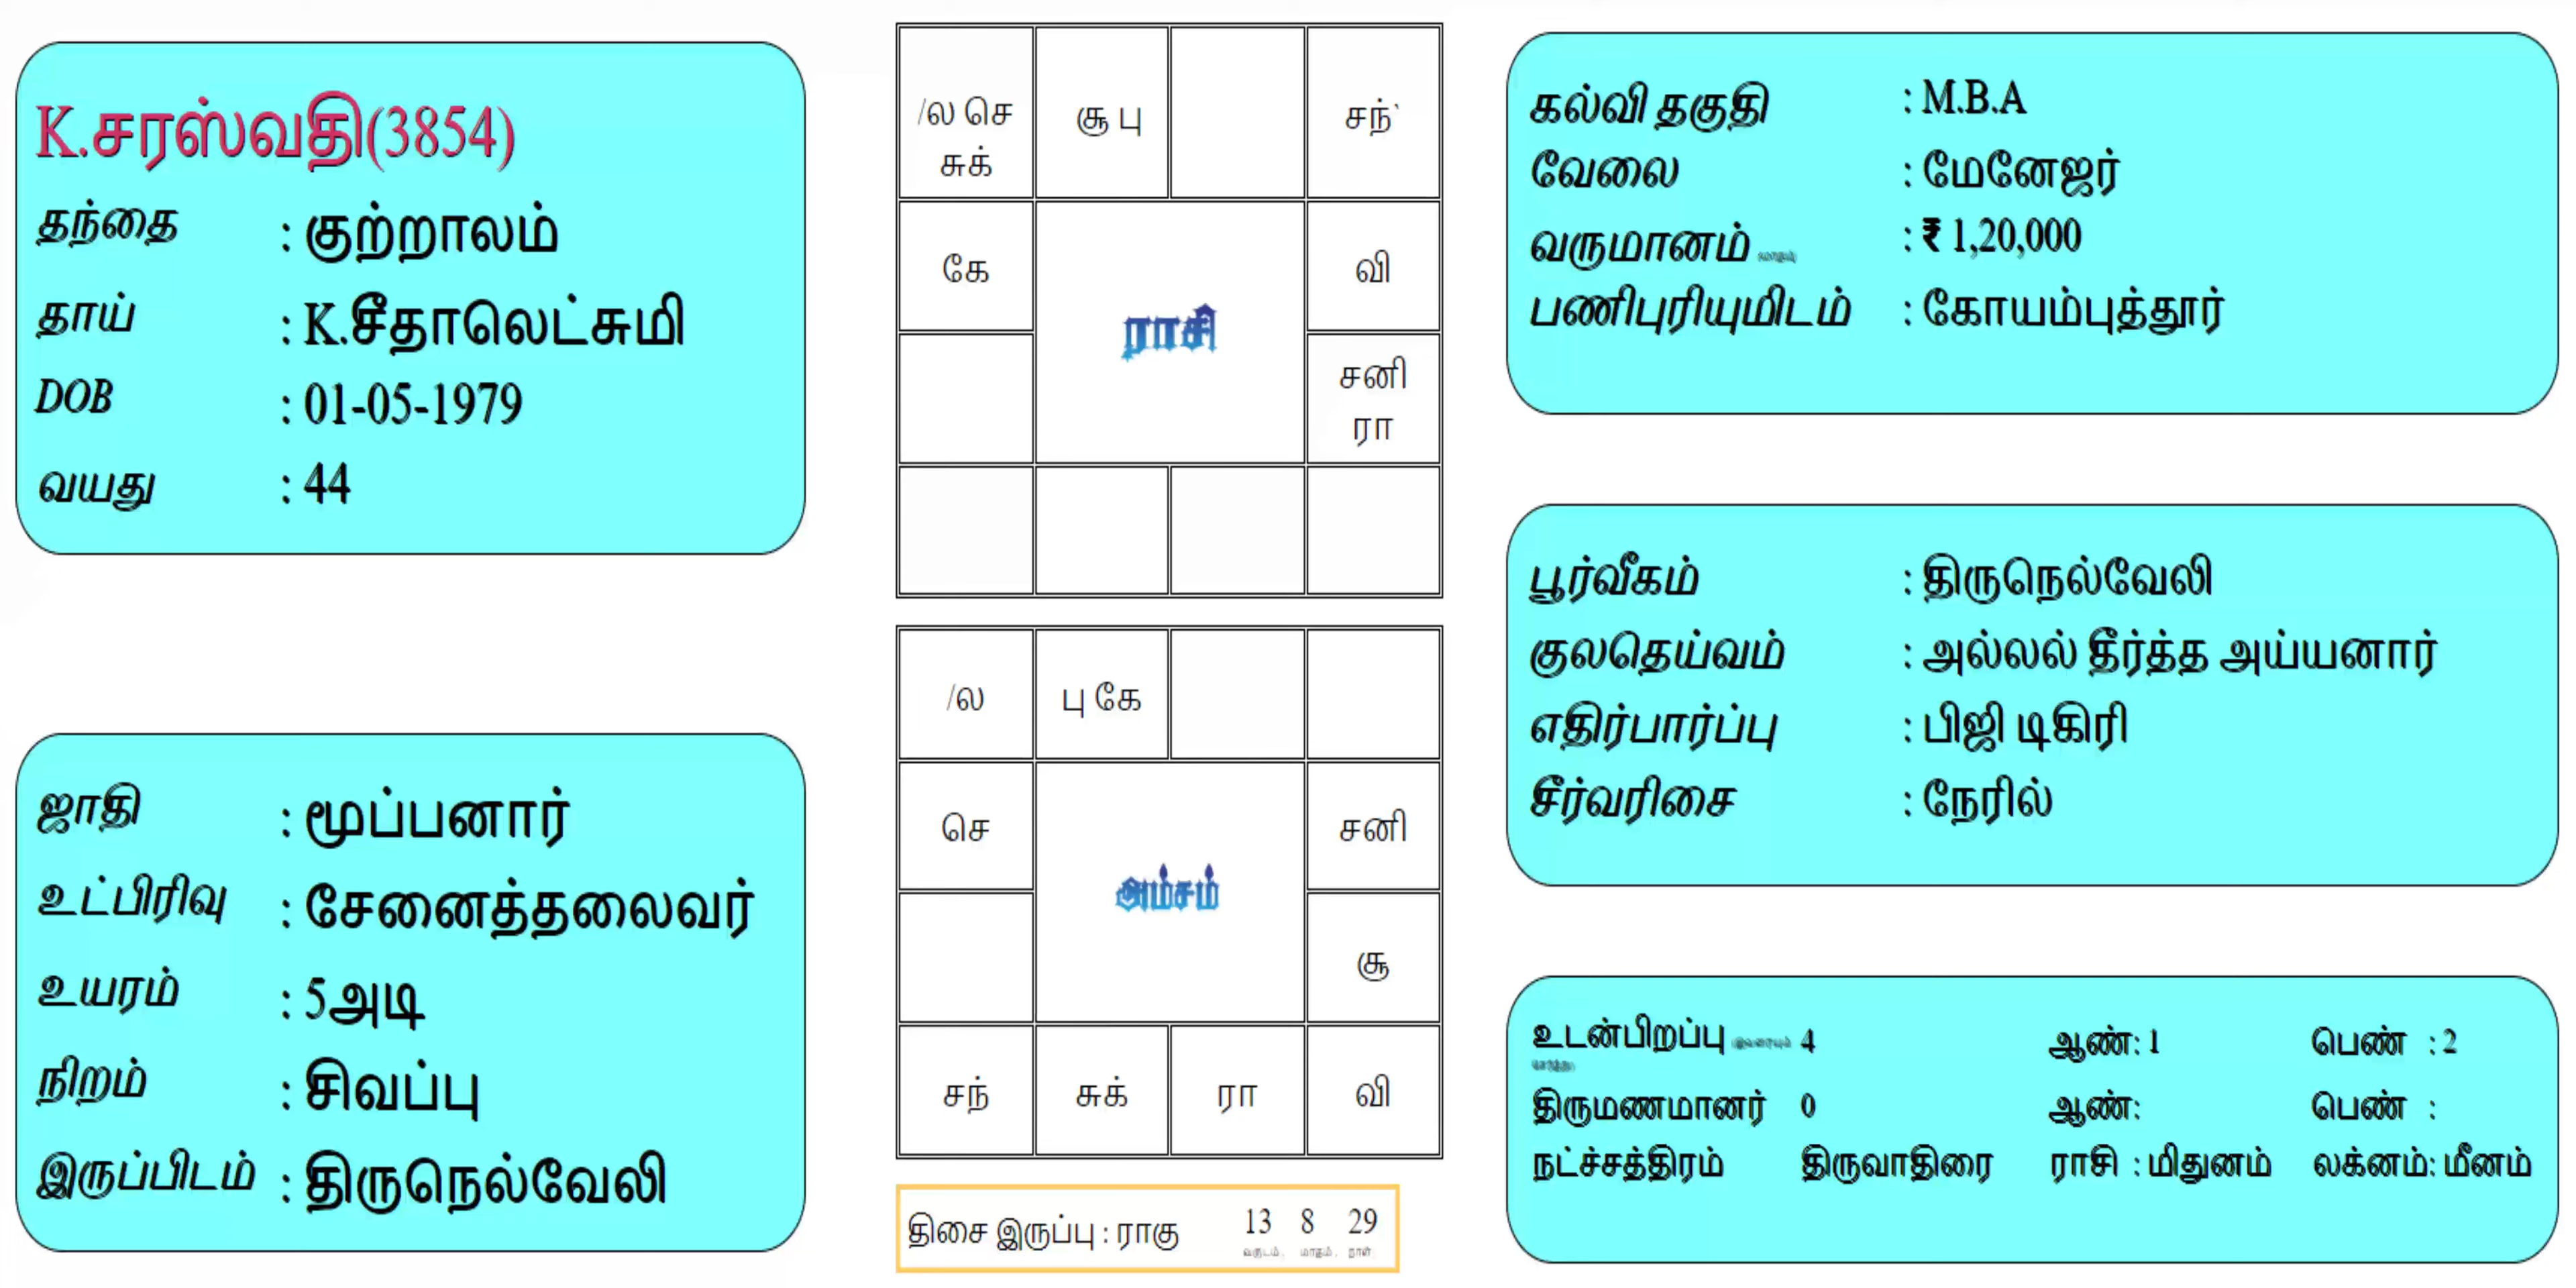 K.சரஸ்வதி(3854)
தந்தை : குற்றாலம்
தாய் : K.சீதாலெட்சுமி
DOB : 01-05-1979
வயது : 44
ஜாதி : மூப்பனார்
உட்பிரிவு : சேனைத்தலைவர்
உயரம் : 5அடி
நிறம் : சிவப்பு
இருப்பிடம் : திருநெல்வேலி
/ல செ
சுக்
சூ பு
சந்`
கே
வி
ராசி
சனி
ரா
/ல
பு கே
செ
சனி
அம்சம்
சூ
சந்
சுக்
ரா
வி
திசை இருப்பு : ராகு 13 8 29
வருடம், மாதம், நாள்
கல்வி தகுதி : M.B.A
வேலை : மேனேஜர்
வருமானம் : ₹ 1,20,000
பணிபுரியுமிடம் : கோயம்புத்தூர்
பூர்வீகம் : திருநெல்வேலி
குலதெய்வம் : அல்லல் தீர்த்த அய்யனார்
எதிர்பார்ப்பு : பிஜி டிகிரி
சீர்வரிசை : நேரில்
உடன்பிறப்பு 4 ஆண்: 1 பெண் : 2
திருமணமானர் 0 ஆண்: பெண் :
நட்ச்சத்திரம் திருவாதிரை ராசி : மிதுனம் லக்னம்: மீனம்